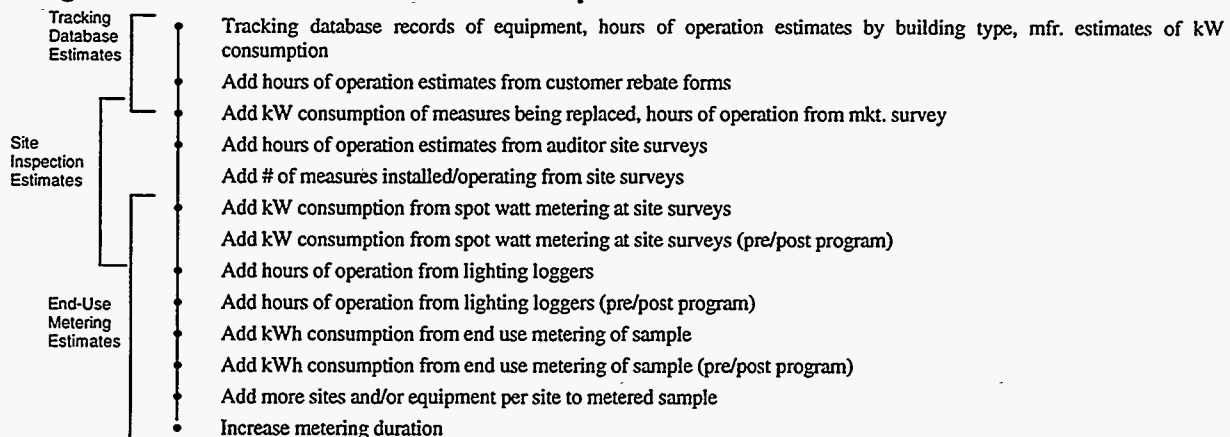 Tracking
Database
Estimates
Tracking database records of equipment, hours of operation estimates by building type, mfr. estimates of kW
consumption
Add hours of operation estimates from customer rebate forms
Add kW consumption of measures being replaced, hours of operation from mkt. survey
Site
Inspection
Estimates
Add hours of operation estimates from auditor site surveys
Add # of measures installed/operating from site surveys
Add kW consumption from spot watt metering at site surveys
Add kW consumption from spot watt metering at site surveys (pre/post program)
Add hours of operation from lighting loggers
End-Use
Metering
Estimates
Add hours of operation from lighting loggers (pre/post program)
Add kWh consumption from end use metering of sample
Add kWh consumption from end use metering of sample (pre/post program)
Add more sites and/or equipment per site to metered sample
Increase metering duration